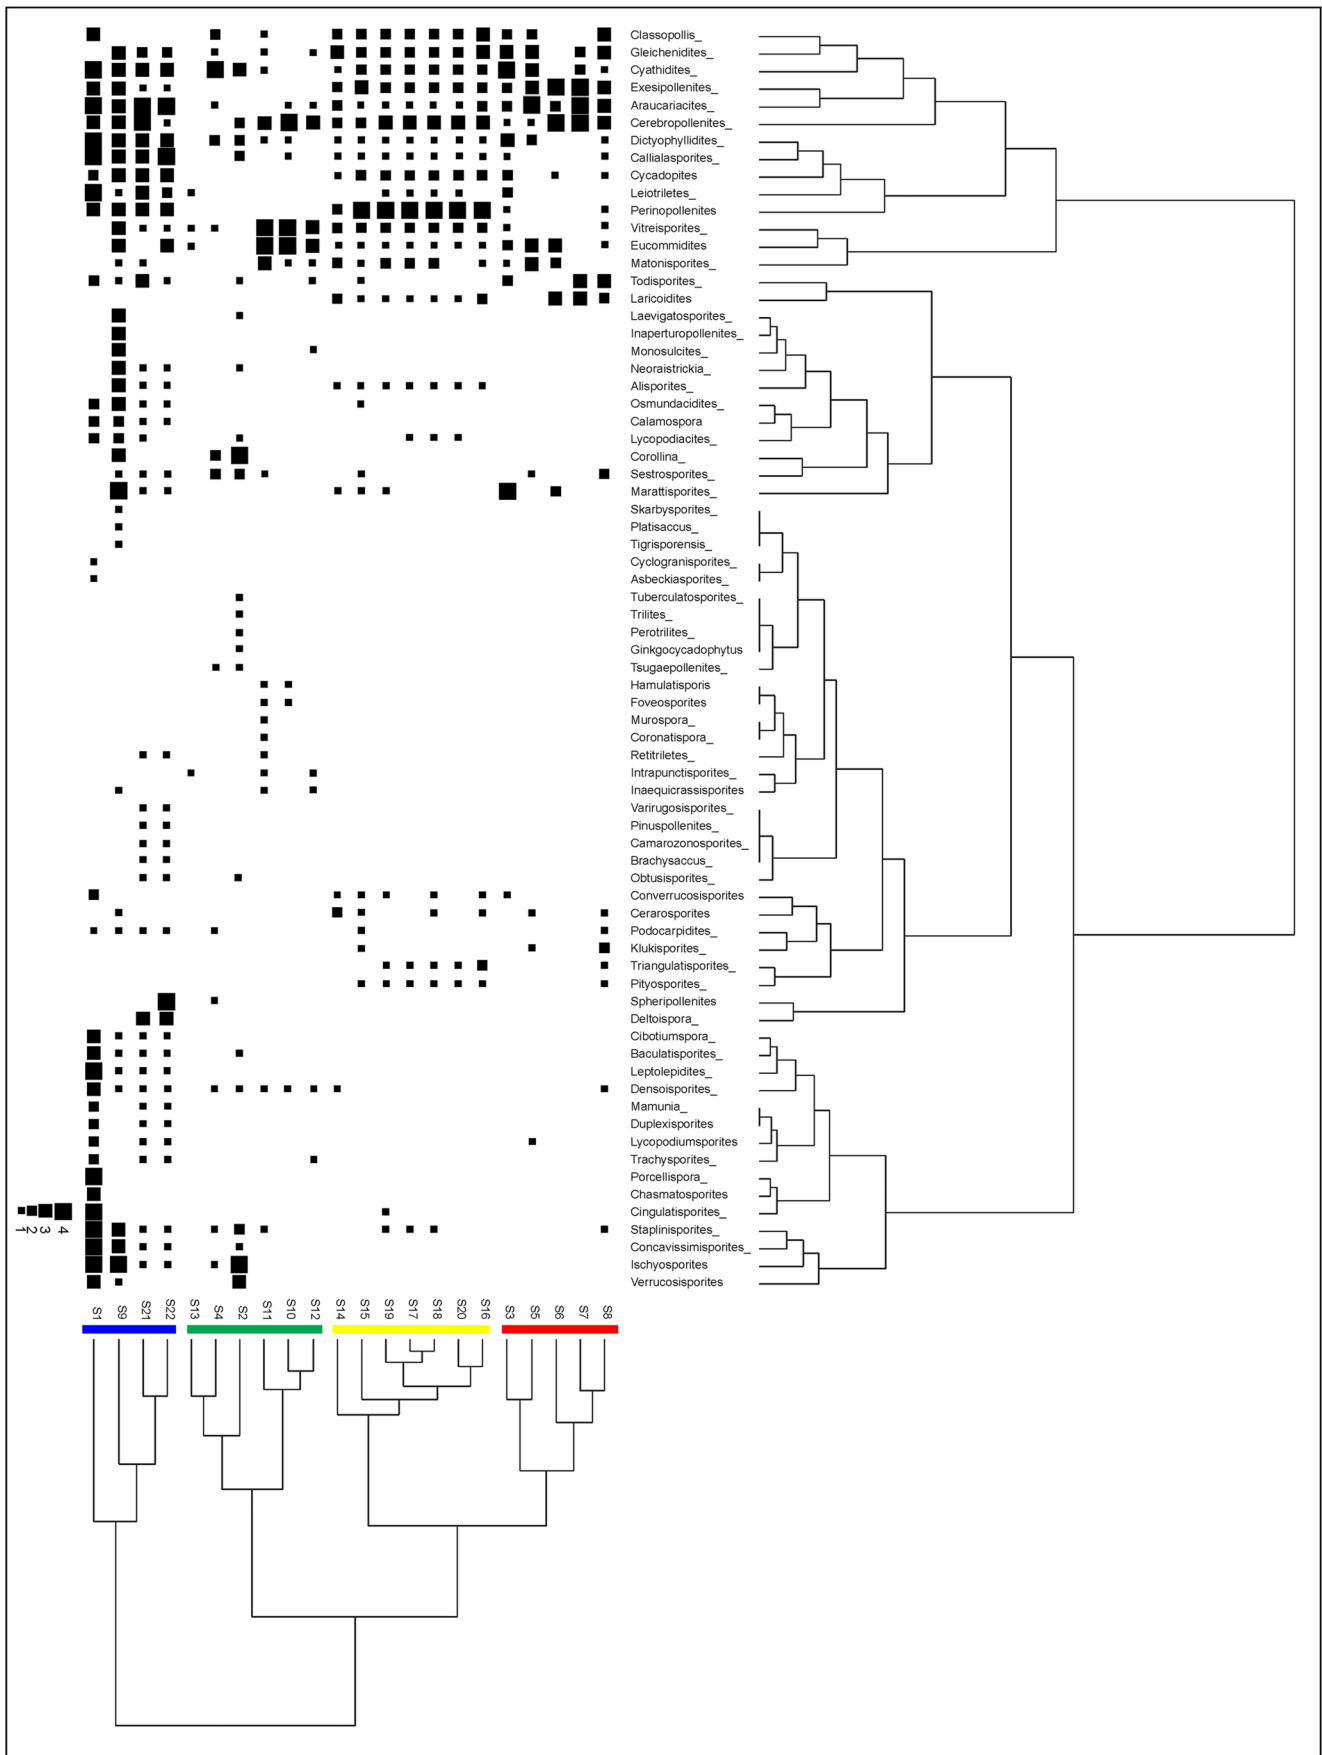 Classopollis_
Gleichenidites_
Cyathidites_
Exesipollenites_
Araucariacites_
Cerebropollenites_
Dictyophyllidites_
Callialasporites_
Cycadopites
Leiotriletes_
Perinopollenites
Vitreisporites_
Eucommidites
Matonisporites_
Todisporites_
Laricoidites
Laevigatosporites_
Inaperturopollenites_
Monosulcites_
Neoraistrickia_
Alisporites_
Osmundacidites_
Calamospora
Lycopodiacites_
Corollina_
Sestrosporites_
Marattisporites_
Skarbysporites_
Platisaccus_
Tigrisporensis_
Cyclogranisporites_
Asbeckiasporites_
Tuberculatosporites_
Trilites_
Perotrilites_
Ginkgocycadophytus
Tsugaepollenites_
Hamulatisporis
Foveosporites
Murospora_
Coronatispora_
Retitriletes_
Intrapunctisporites_
Inaequicrassisporites
Varirugosisporites_
Pinuspollenites_
Camarozonosporites_
Brachysaccus_
Obtusisporites_
Converrucosisporites
Cerarosporites
Podocarpidites_
Klukisporites_
Triangulatisporites_
Pityosporites_
Spheripollenites
Deltoispora_
Cibotiumspora_
Baculatisporites_
Leptolepidites_
Densoisporites_
Mamunia_
Duplexisporites
Lycopodiumsporites
Trachysporites_
Porcellispora_
Chasmatosporites
Cingulatisporites_
Staplinisporites_
Concavissimisporites_
Ischyosporites
Verrucosisporites
1 2 3 4
S1 S9 S21 S22 S13 S4 S2 S11 S10 S12 S14 S15 S19 S17 S18 S20 S16 S3 S5 S6 S7 S8